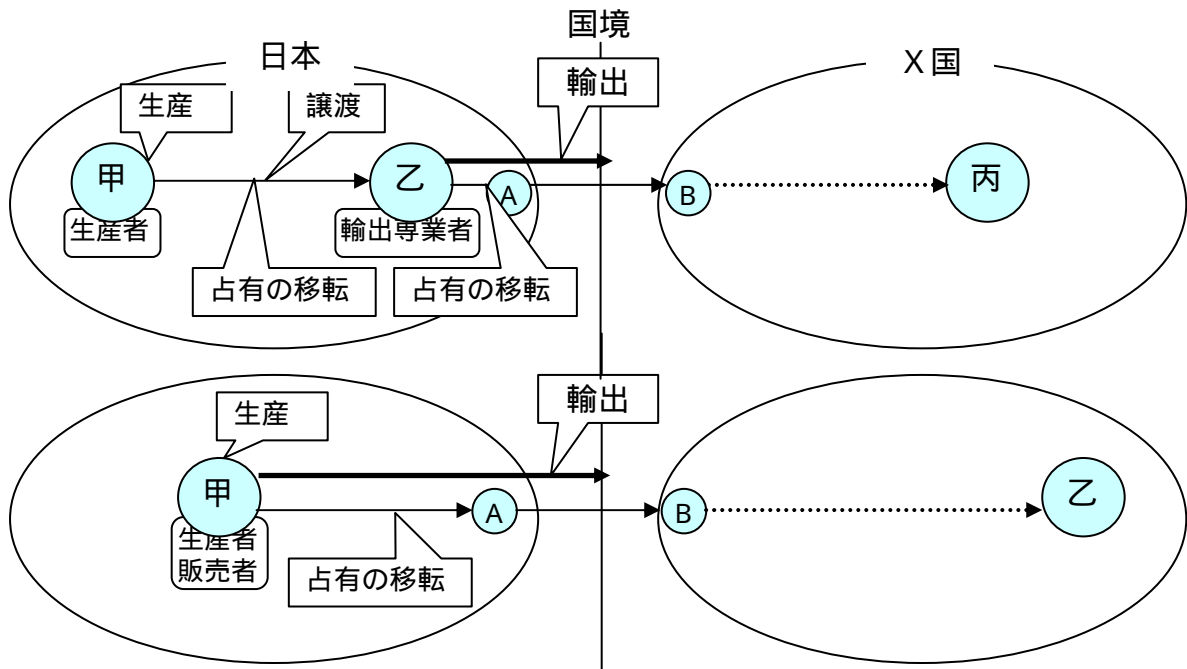 国境
日本
X国
輸出
生産
譲渡
甲
乙
A
B
丙
生産者
輸出専業者
占有の移転
占有の移転
輸出
生産
甲
A
B
乙
生産者
販売者
占有の移転